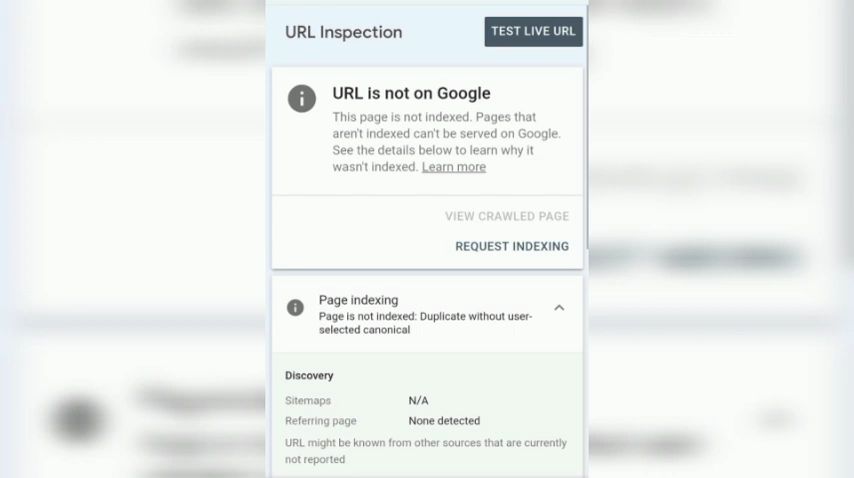 URL Inspection
TEST LIVE URL
URL is not on Google
This page is not indexed. Pages that
aren't indexed can't be served on Google.
See the details below to learn why it
wasn't indexed. Learn more
VIEW CRAWLED PAGE
REQUEST INDEXING
Page indexing
Page is not indexed: Duplicate without user-
selected canonical
Discovery
Sitemaps N/A
Referring page None detected
URL might be known from other sources that are currently
not reported